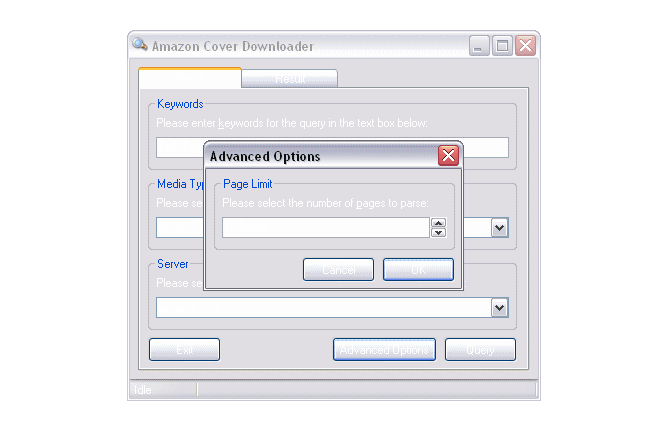 Amazon Cover Downloader
Result
Keywords
Please enter keywords for the query in the text box below:
Advanced Options
Page Limit
Please select the number of pages to parse:
Cancel
OK
Media Typ
Please se
Server
Please se
Exit
Advanced Options
Query
Idle